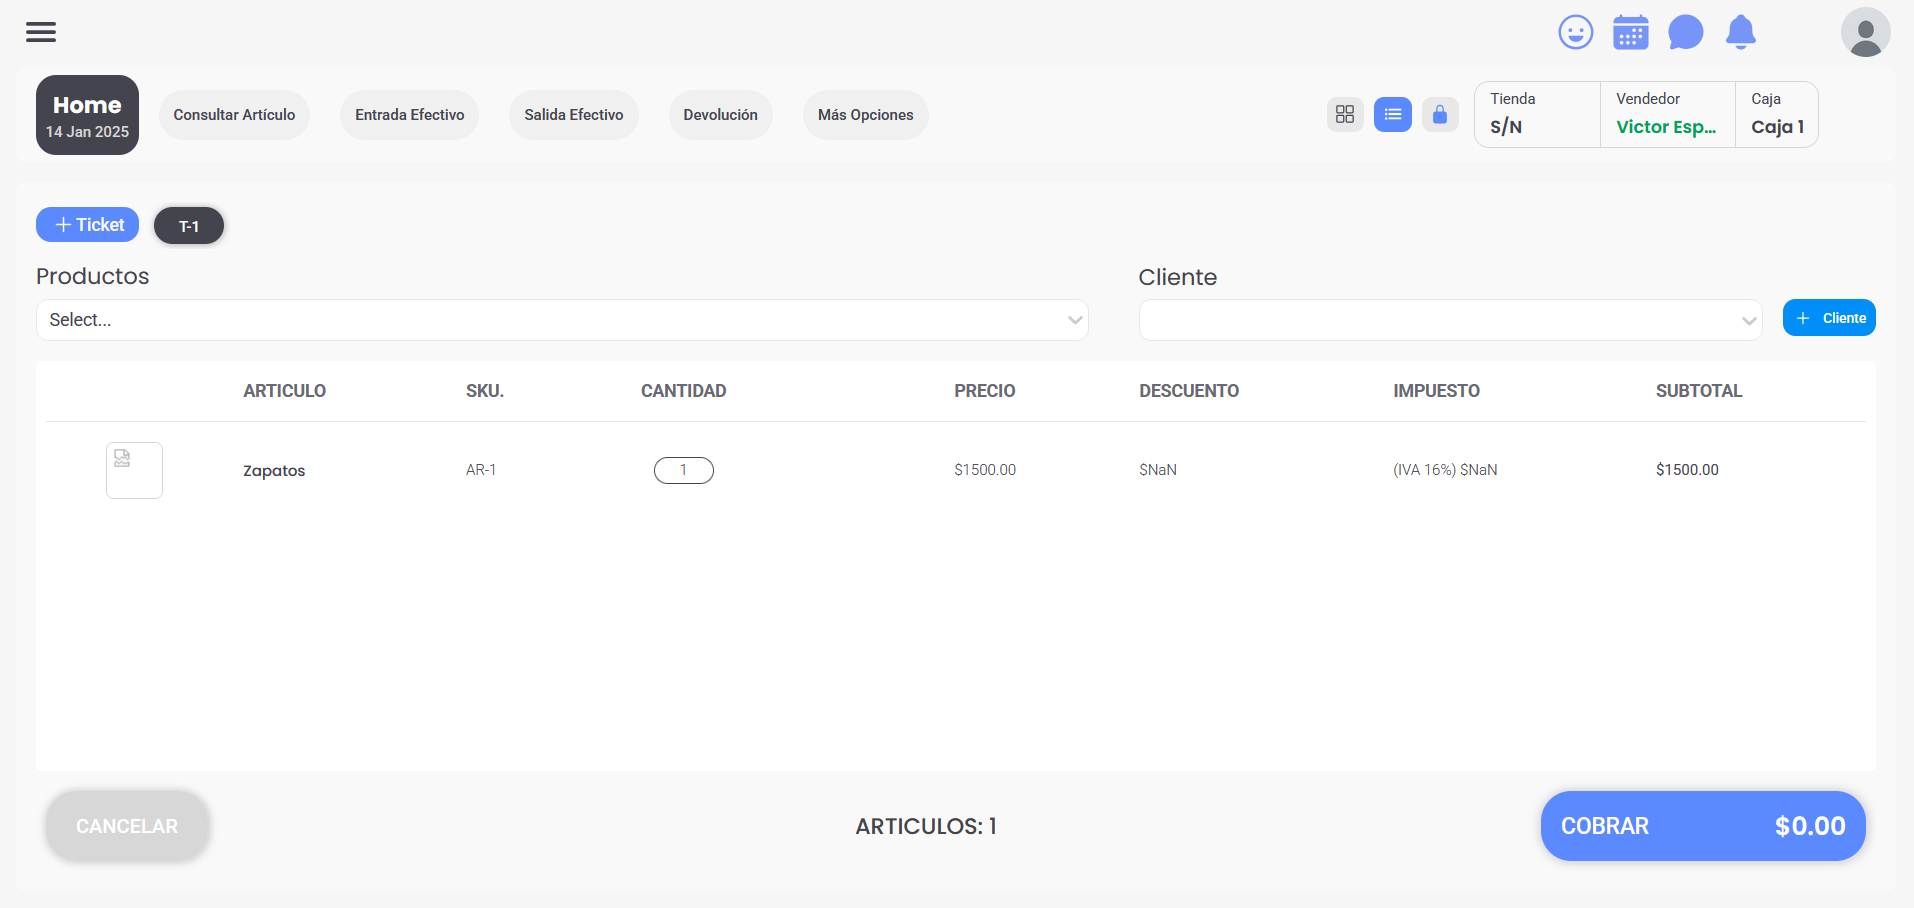 Home
14 Jan 2025
Consultar Artículo
Entrada Efectivo
Salida Efectivo
Devolución
Más Opciones
Tienda
S/N
Vendedor
Victor Esp...
Caja
Caja 1
+ Ticket
T-1
Productos
Select...
Cliente
+ Cliente
ARTICULO SKU. CANTIDAD PRECIO DESCUENTO IMPUESTO SUBTOTAL
Zapatos AR-1 1 $1500.00 $NaN (IVA 16%) $NaN $1500.00
CANCELAR
ARTICULOS: 1
COBRAR $0.00